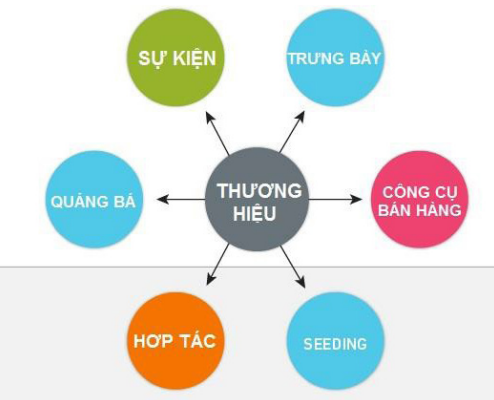 SỰ KIỆN
TRƯNG BÀY
QUẢNG BÁ
THƯƠNG
HIỆU
CÔNG CỤ
BÁN HÀNG
HỢP TÁC
SEEDING